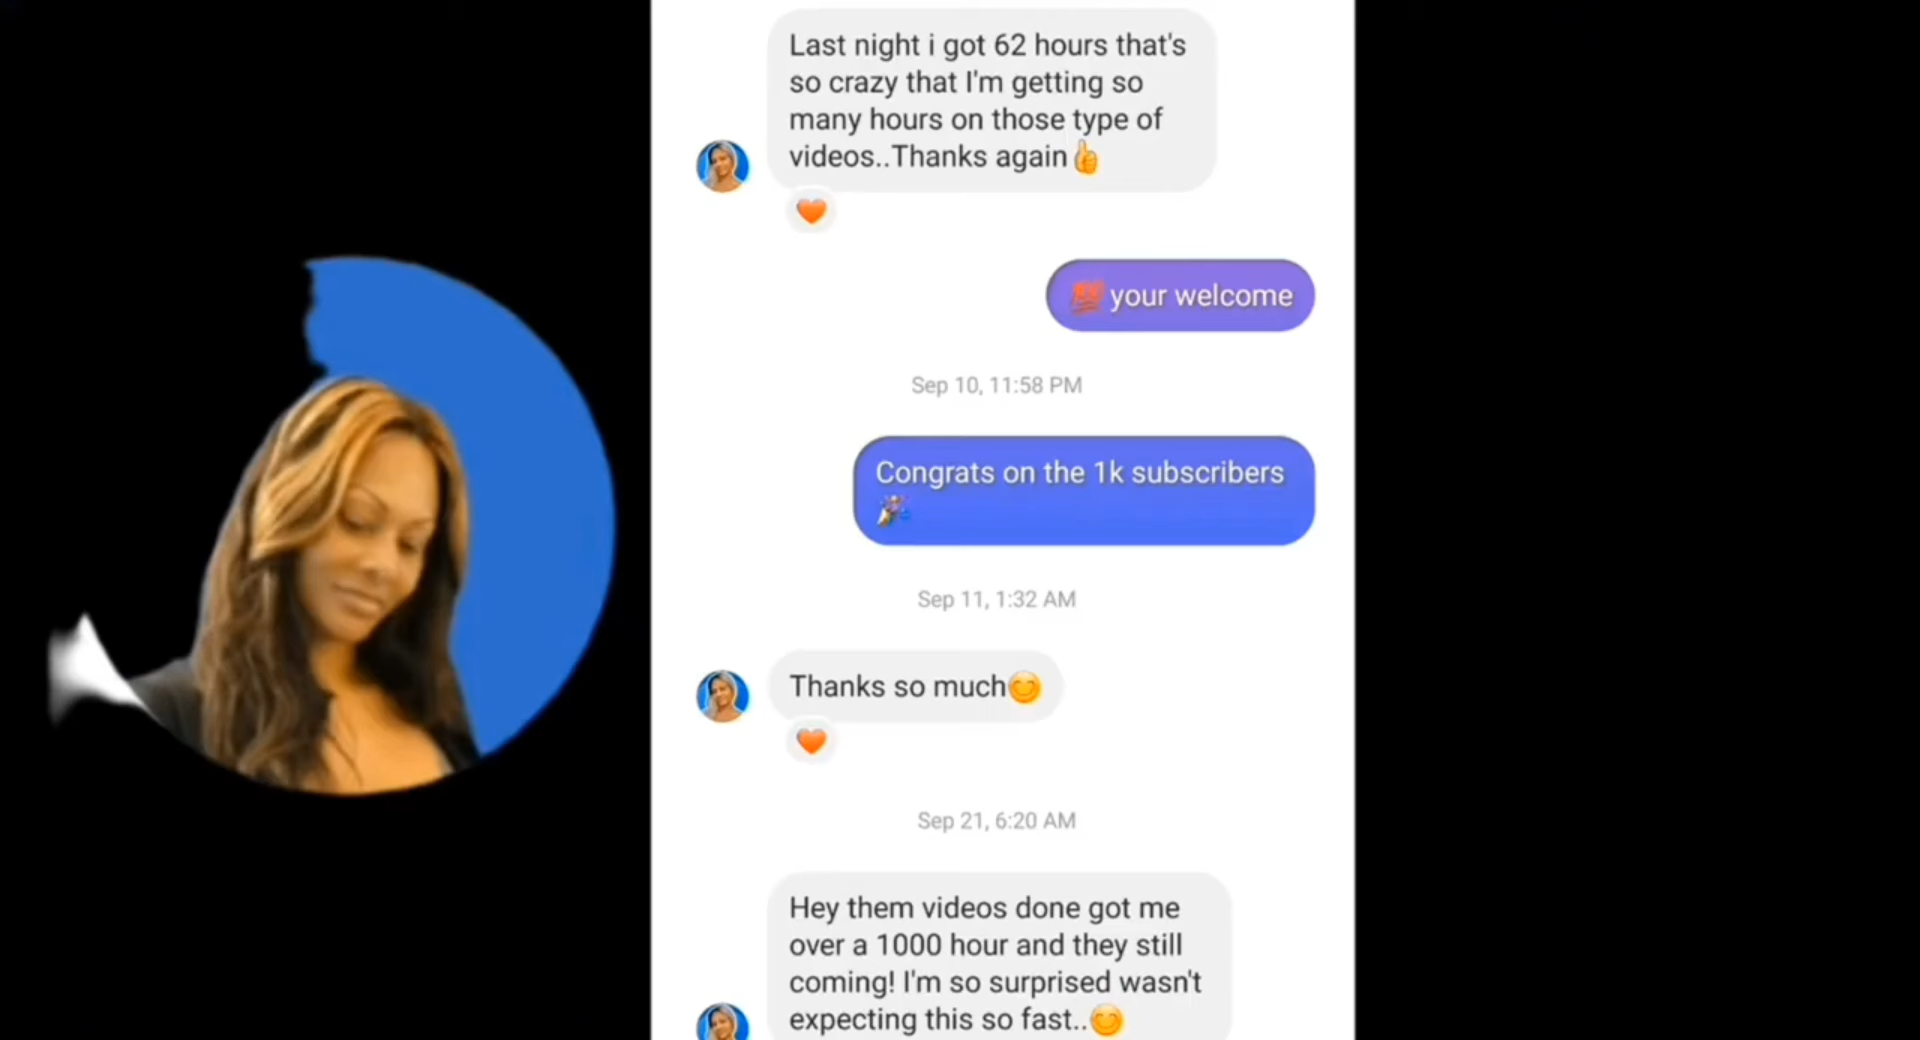 Last night i got 62 hours that's
so crazy that I'm getting so
many hours on those type of
videos..Thanks again👍
🧡
💯 your welcome
Sep 10, 11:58 PM
Congrats on the 1k subscribers
🎉
Sep 11, 1:32 AM
Thanks so much😊
🧡
Sep 21, 6:20 AM
Hey them videos done got me
over a 1000 hour and they still
coming! I'm so surprised wasn't
expecting this so fast..😊